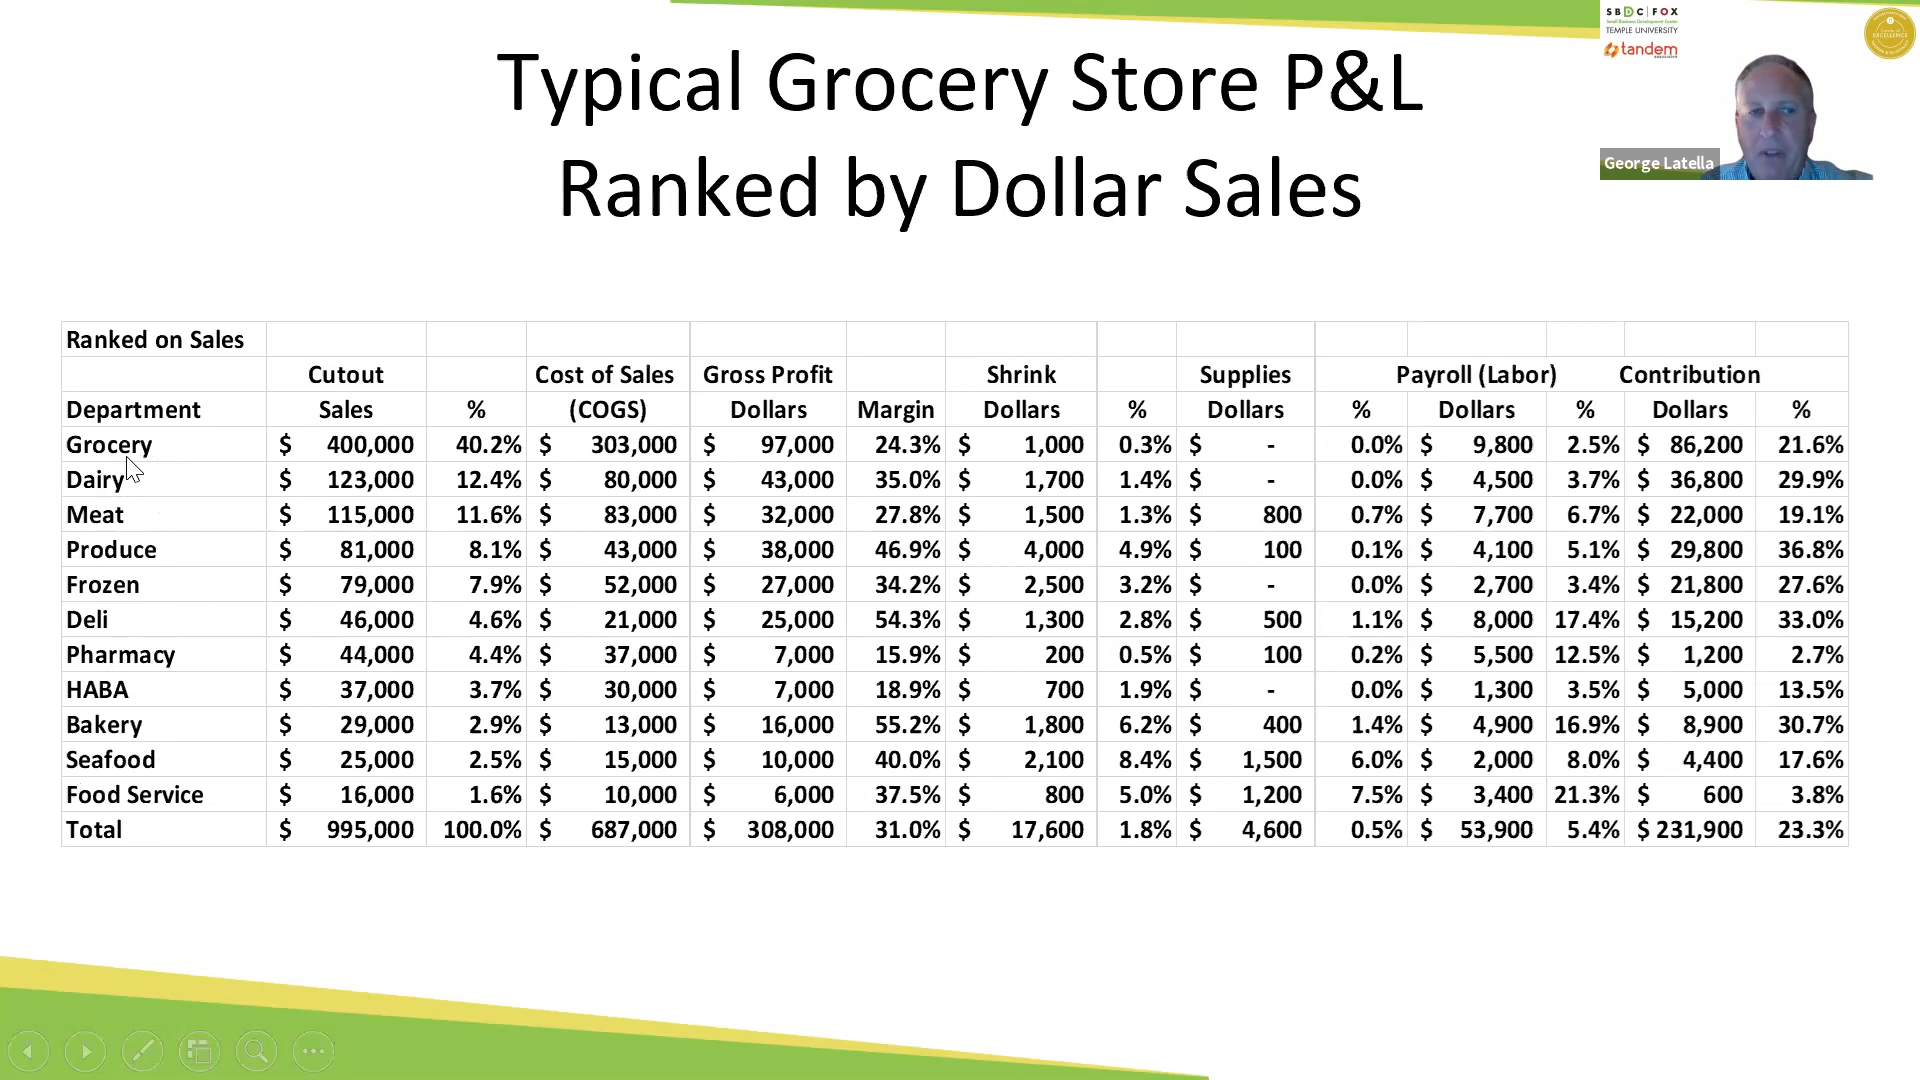 SBDC|FOX
Small Business Development Center
TEMPLE UNIVERSITY
tandem
EXCELLENCE
George Latella
Typical Grocery Store P&L
Ranked by Dollar Sales
Ranked on Sales
Cutout Cost of Sales Gross Profit Shrink Supplies Payroll (Labor) Contribution
Department Sales % (COGS) Dollars Margin Dollars % Dollars % Dollars % Dollars %
Grocery $ 400,000 40.2% $ 303,000 $ 97,000 24.3% $ 1,000 0.3% $ - 0.0% $ 9,800 2.5% $ 86,200 21.6%
Dairy $ 123,000 12.4% $ 80,000 $ 43,000 35.0% $ 1,700 1.4% $ - 0.0% $ 4,500 3.7% $ 36,800 29.9%
Meat $ 115,000 11.6% $ 83,000 $ 32,000 27.8% $ 1,500 1.3% $ 800 0.7% $ 7,700 6.7% $ 22,000 19.1%
Produce $ 81,000 8.1% $ 43,000 $ 38,000 46.9% $ 4,000 4.9% $ 100 0.1% $ 4,100 5.1% $ 29,800 36.8%
Frozen $ 79,000 7.9% $ 52,000 $ 27,000 34.2% $ 2,500 3.2% $ - 0.0% $ 2,700 3.4% $ 21,800 27.6%
Deli $ 46,000 4.6% $ 21,000 $ 25,000 54.3% $ 1,300 2.8% $ 500 1.1% $ 8,000 17.4% $ 15,200 33.0%
Pharmacy $ 44,000 4.4% $ 37,000 $ 7,000 15.9% $ 200 0.5% $ 100 0.2% $ 5,500 12.5% $ 1,200 2.7%
HABA $ 37,000 3.7% $ 30,000 $ 7,000 18.9% $ 700 1.9% $ - 0.0% $ 1,300 3.5% $ 5,000 13.5%
Bakery $ 29,000 2.9% $ 13,000 $ 16,000 55.2% $ 1,800 6.2% $ 400 1.4% $ 4,900 16.9% $ 8,900 30.7%
Seafood $ 25,000 2.5% $ 15,000 $ 10,000 40.0% $ 2,100 8.4% $ 1,500 6.0% $ 2,000 8.0% $ 4,400 17.6%
Food Service $ 16,000 1.6% $ 10,000 $ 6,000 37.5% $ 800 5.0% $ 1,200 7.5% $ 3,400 21.3% $ 600 3.8%
Total $ 995,000 100.0% $ 687,000 $ 308,000 31.0% $ 17,600 1.8% $ 4,600 0.5% $ 53,900 5.4% $ 231,900 23.3%